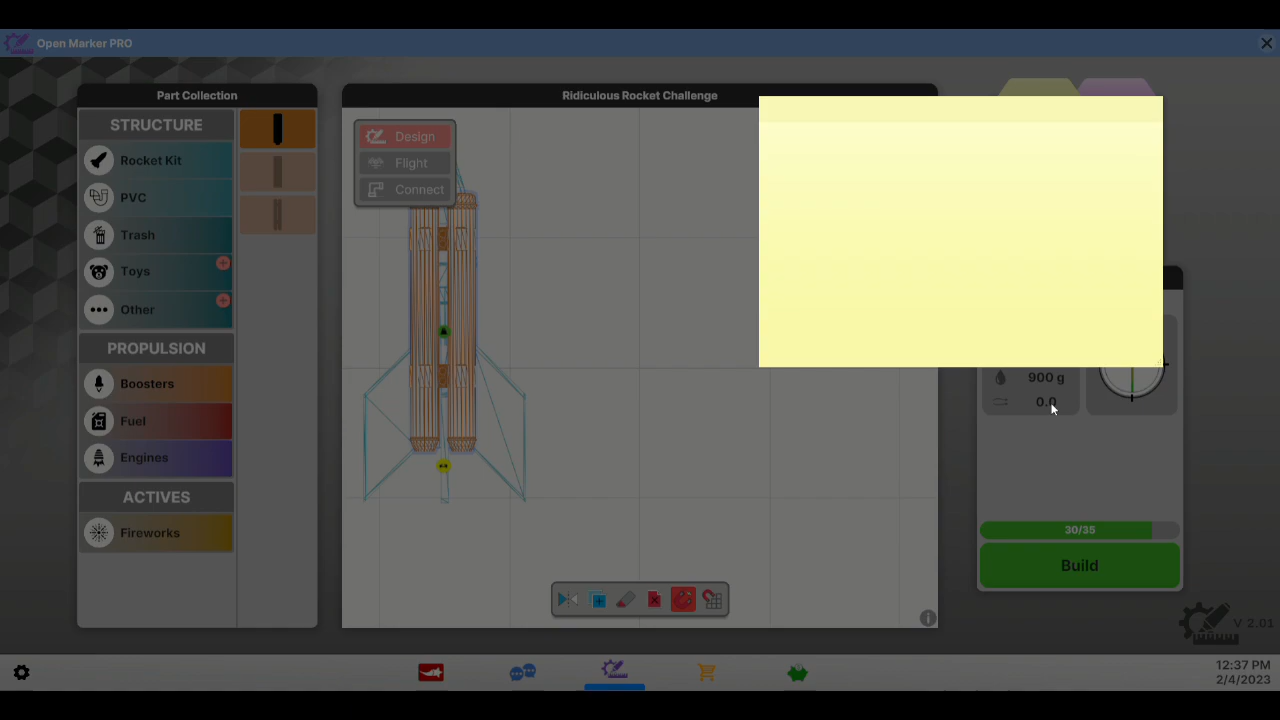 Open Marker PRO
Part Collection
Ridiculous Rocket Challenge
STRUCTURE
Rocket Kit
PVC
Trash
Toys
Other
PROPULSION
Boosters
Fuel
Engines
ACTIVES
Fireworks
Design
Flight
Connect
900 g
0.0
30/35
Build
V 2.01
12:37 PM
2/4/2023